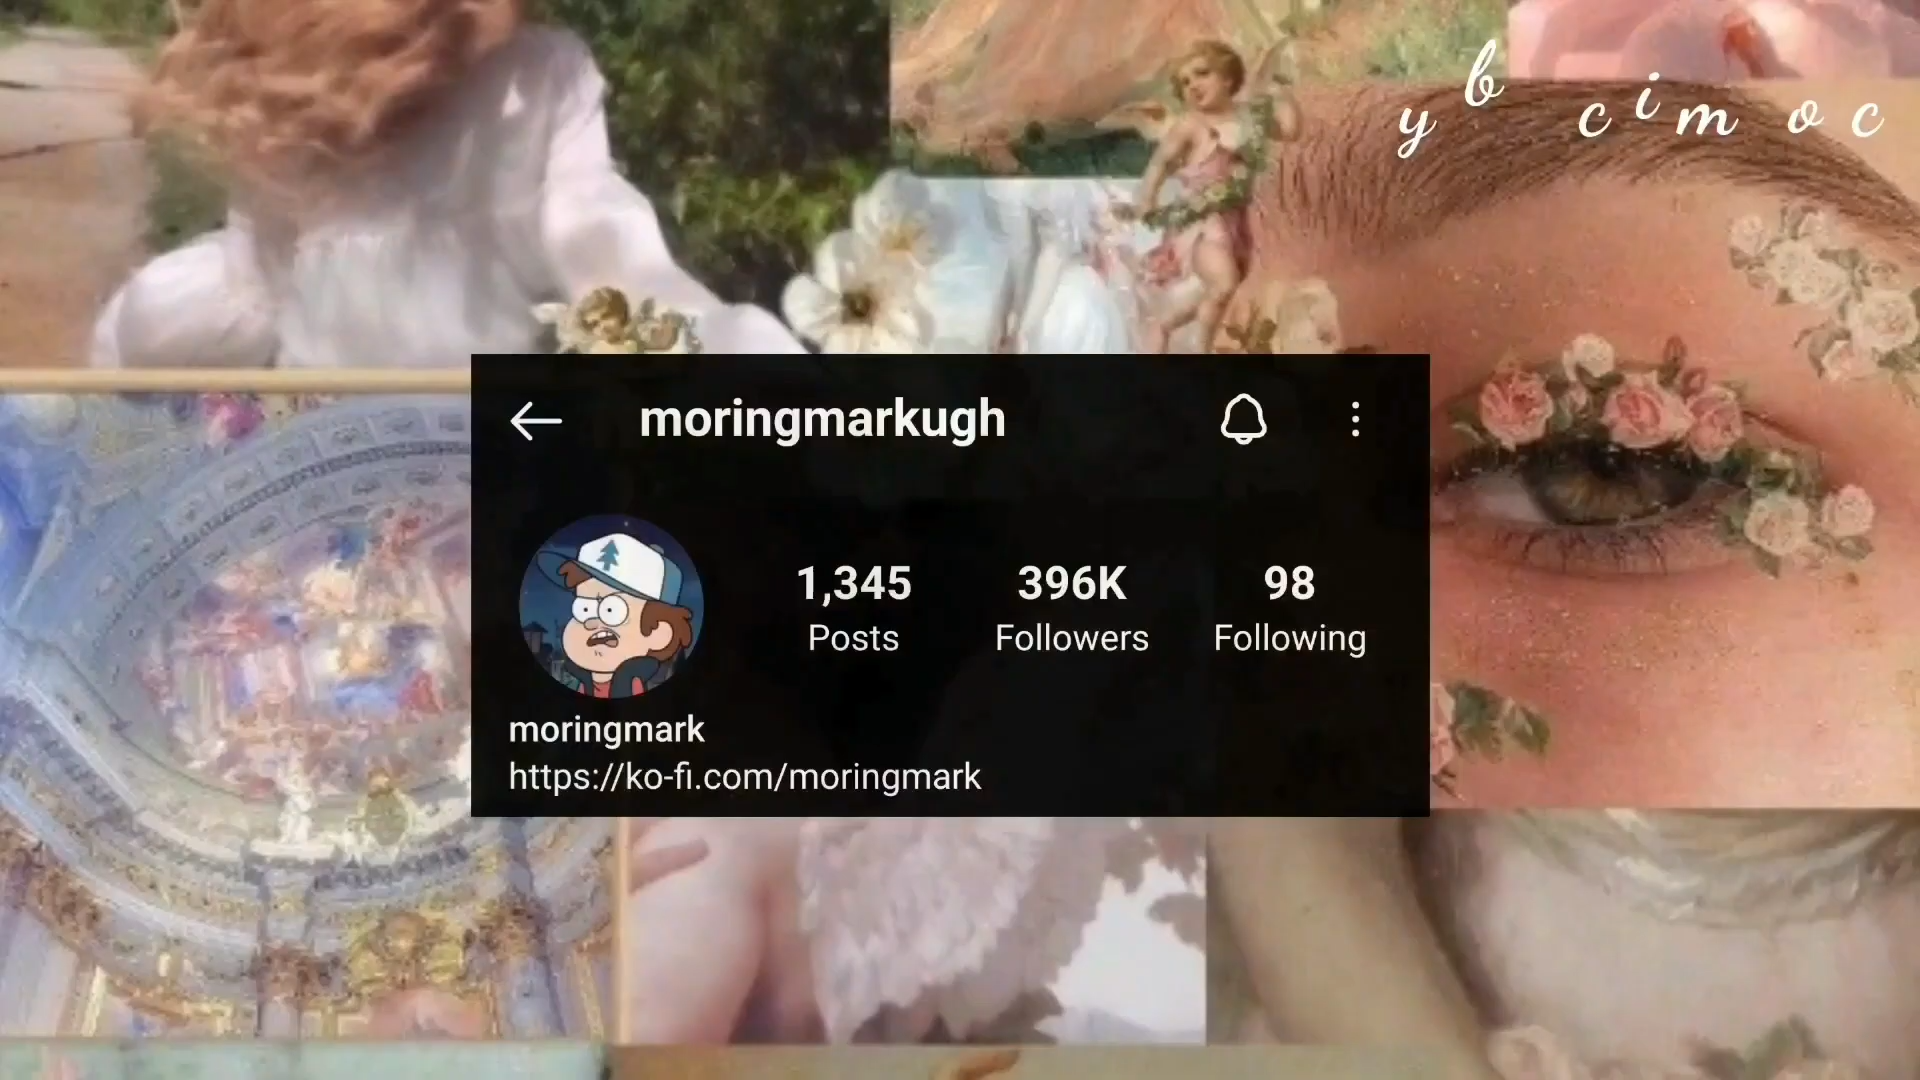 y b c i m o c
moringmarkugh
1,345 396K 98
Posts Followers Following
moringmark
https://ko-fi.com/moringmark